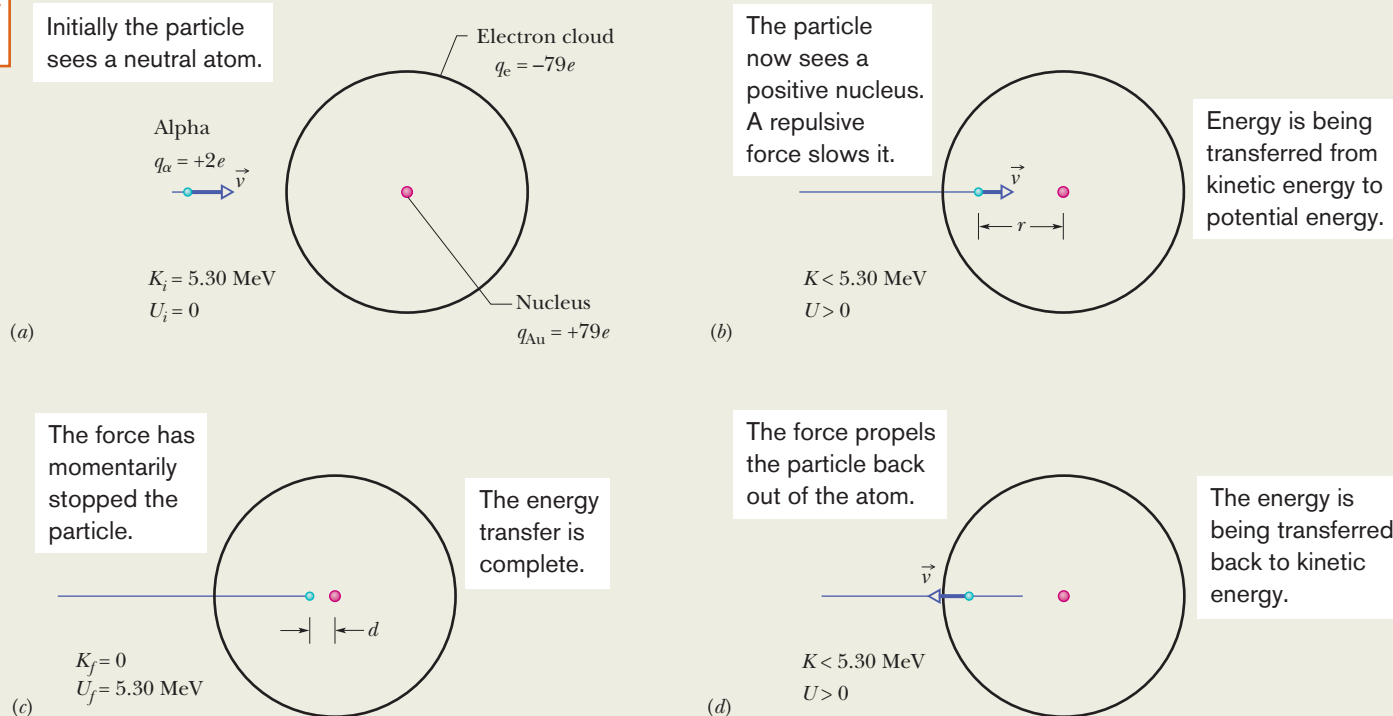 Initially the particle
sees a neutral atom.
Electron cloud
qₑ = –79e
Alpha
q_α = +2e
v⃗
Kᵢ = 5.30 MeV
Uᵢ = 0
Nucleus
q_Au = +79e
(a)
The particle
now sees a
positive nucleus.
A repulsive
force slows it.
Energy is being
transferred from
kinetic energy to
potential energy.
v⃗
r
K < 5.30 MeV
U > 0
(b)
The force has
momentarily
stopped the
particle.
The energy
transfer is
complete.
d
K_f = 0
U_f = 5.30 MeV
(c)
The force propels
the particle back
out of the atom.
The energy is
being transferred
back to kinetic
energy.
v⃗
K < 5.30 MeV
U > 0
(d)